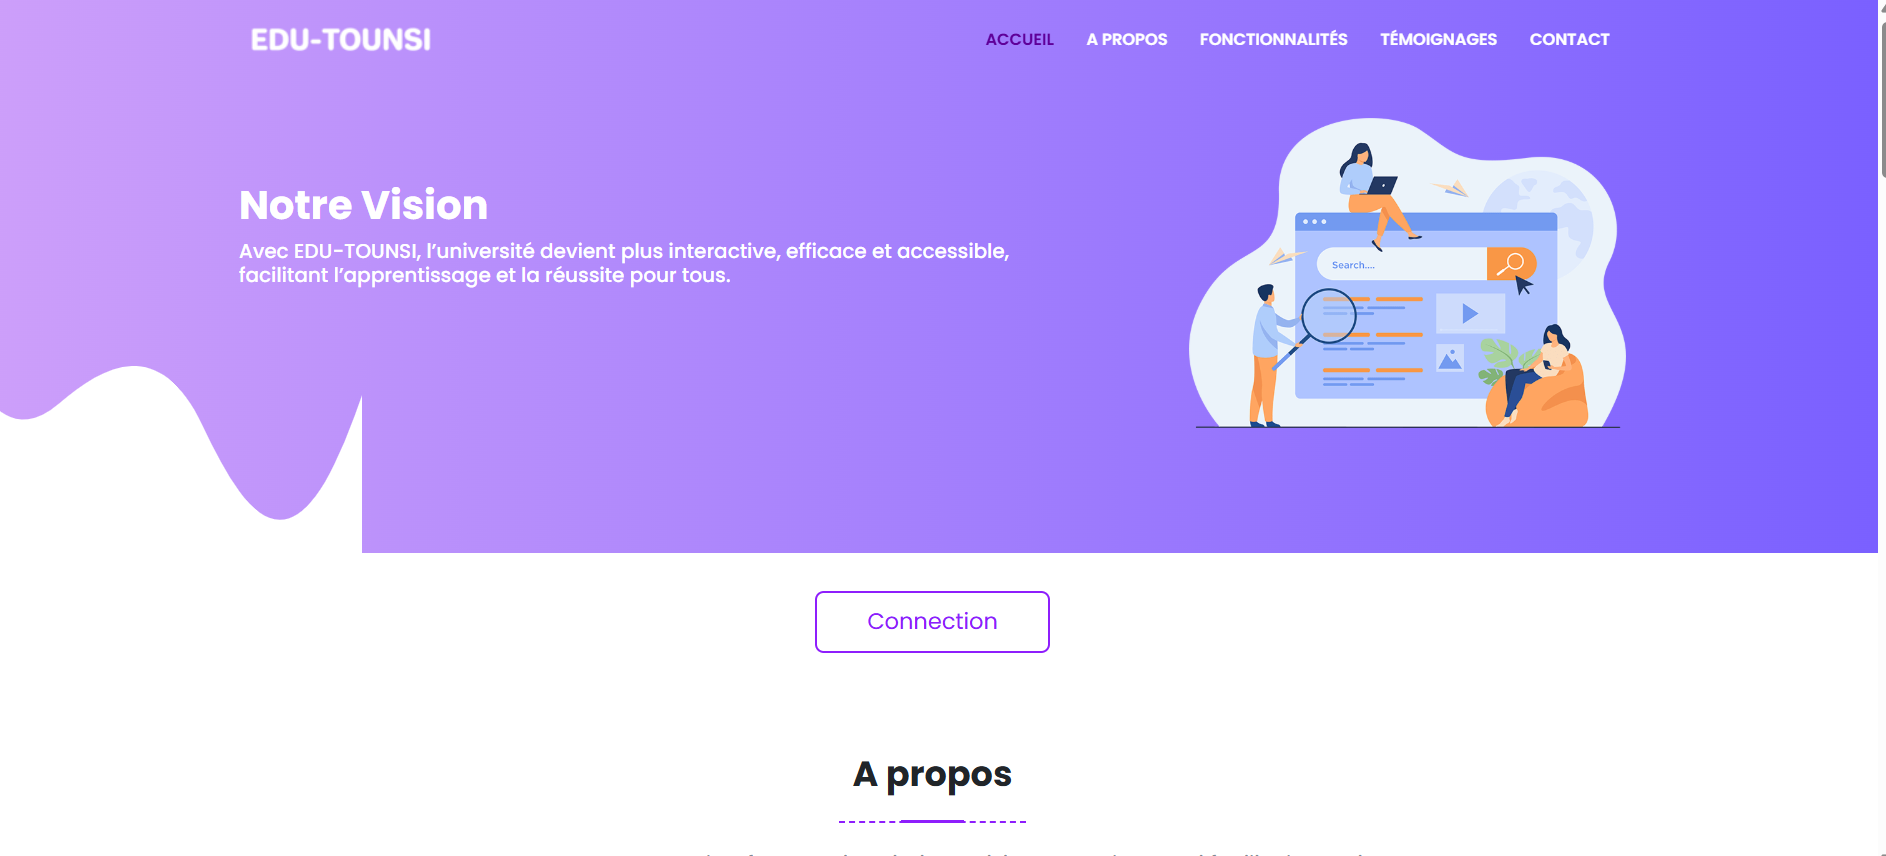 EDU-TOUNSI
ACCUEIL A PROPOS FONCTIONNALITÉS TÉMOIGNAGES CONTACT
Notre Vision
Avec EDU-TOUNSI, l’université devient plus interactive, efficace et accessible,
facilitant l’apprentissage et la réussite pour tous.
Search....
Connection
A propos